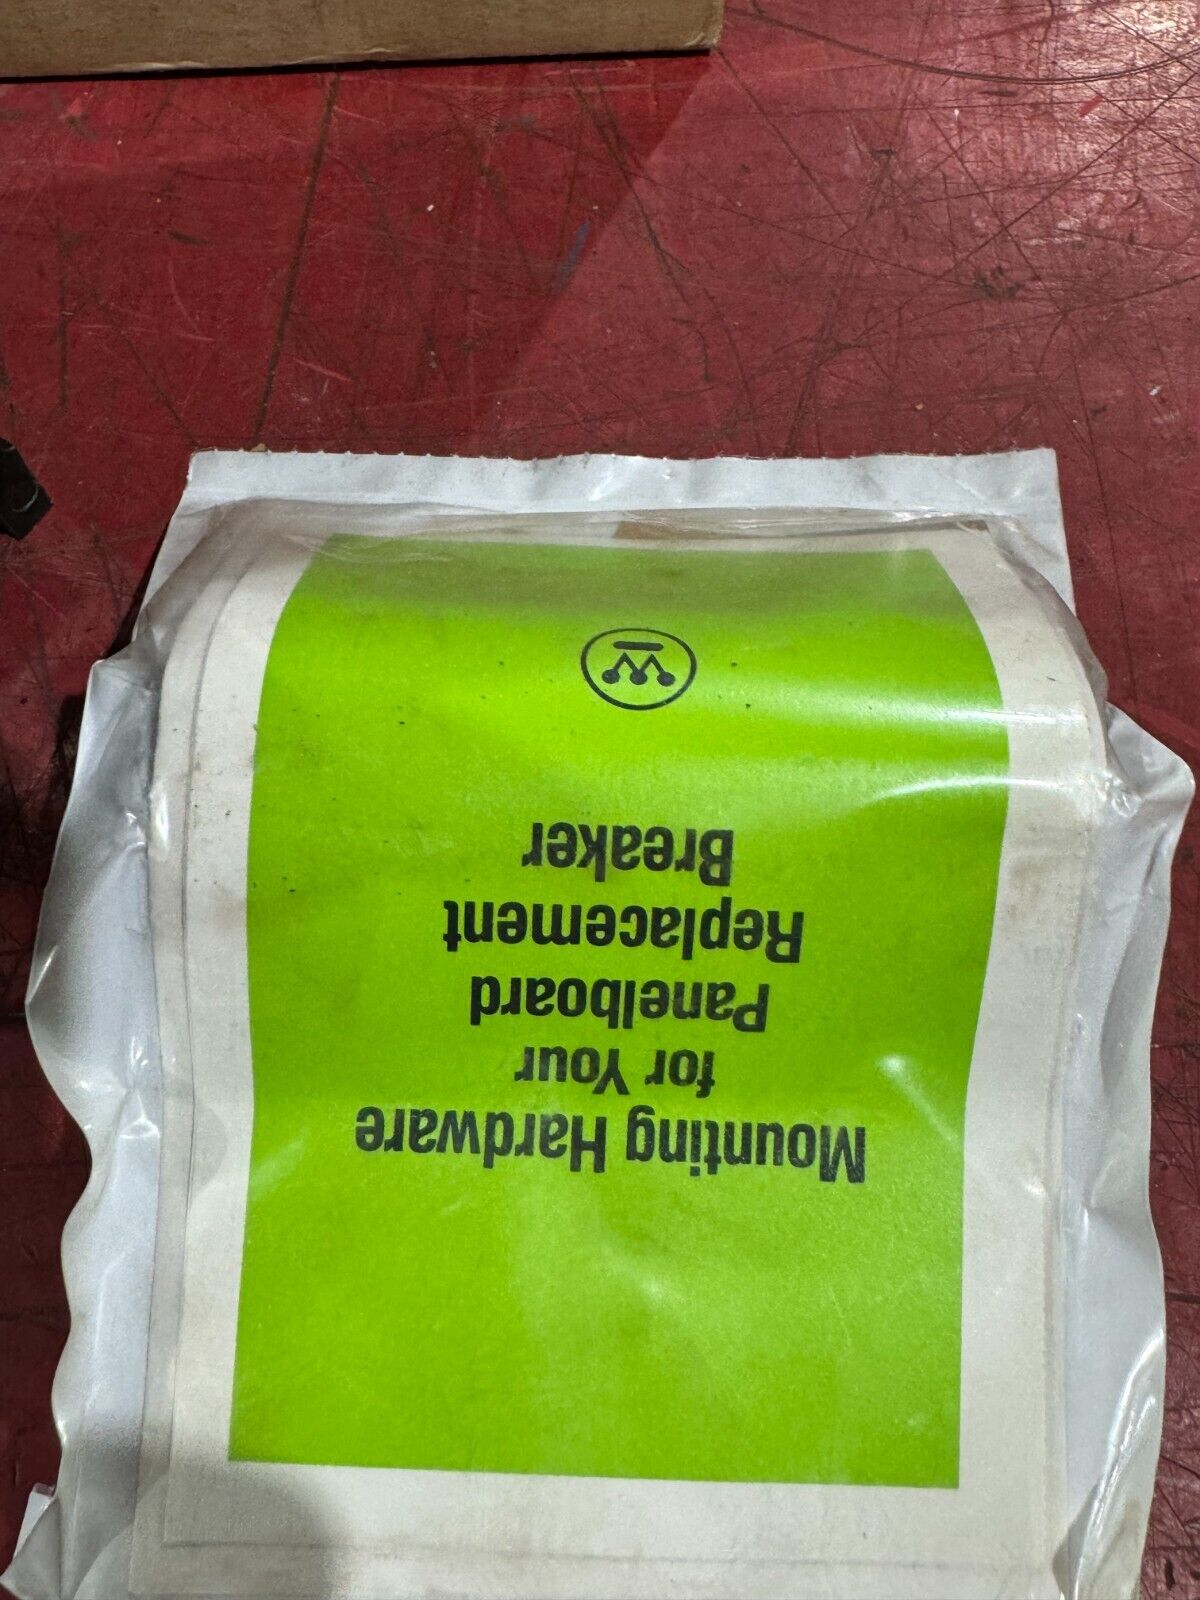 Mounting Hardware
for Your
Panelboard
Replacement
Breaker